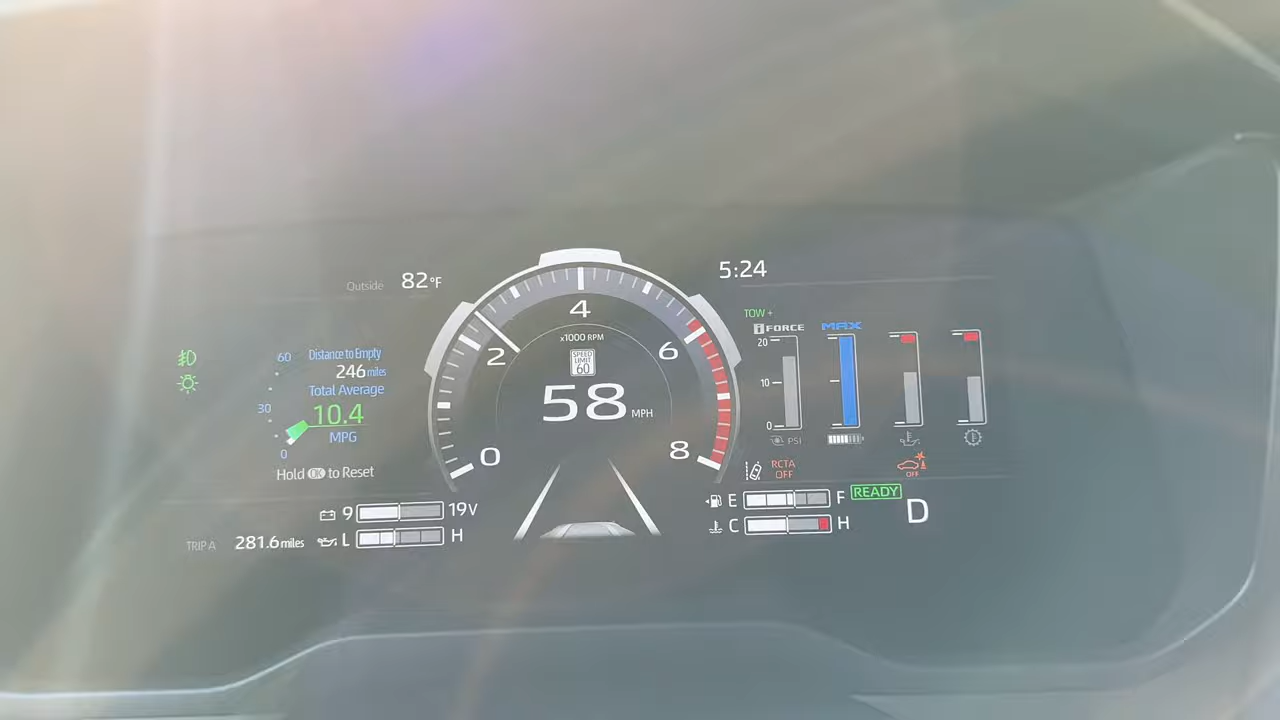 Outside 82°F
5:24
60 Distance to Empty
246 miles
Total Average
30 10.4
MPG
0
Hold OK to Reset
9 19V
TRIP A 281.6 miles L H
4
x1000 RPM
2 6
SPEED LIMIT 60
58 MPH
0 8
TOW +
iFORCE MAX
20
10
0
PSI
RCTA OFF
OFF
E F READY
C H D